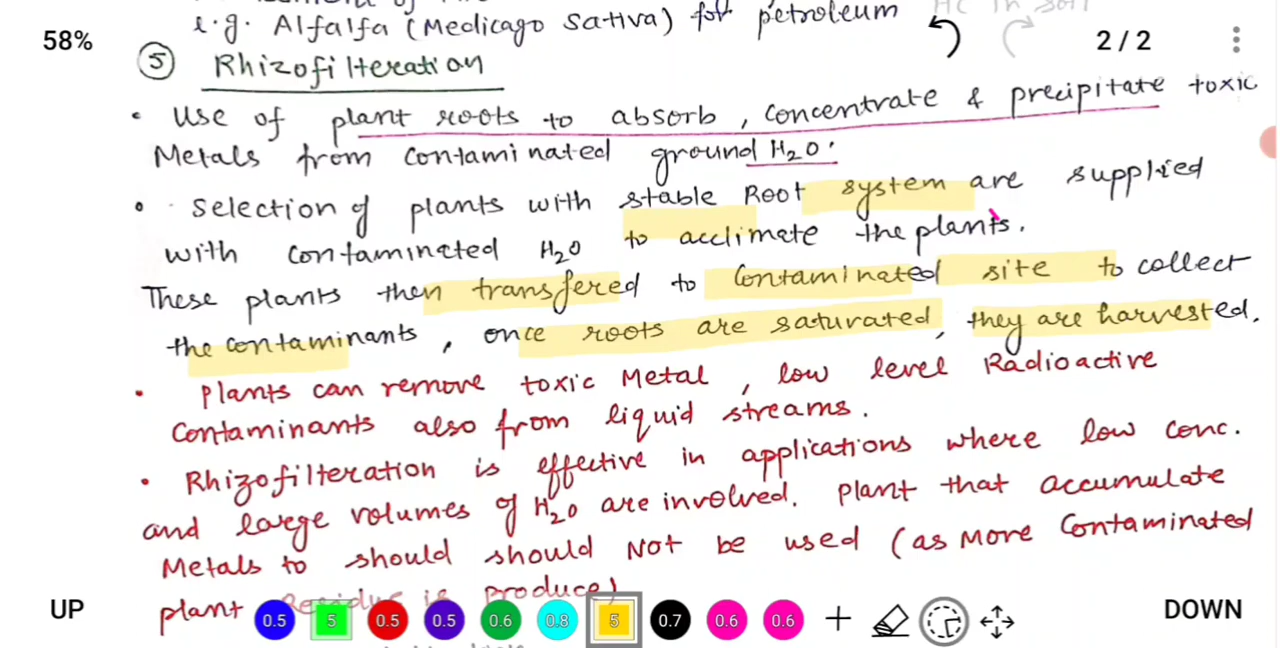 e.g. Alfalfa (Medicago sativa) for petroleum
HC in soil
58%
2/2
⑤ Rhizofilteration
• Use of plant roots to absorb, concentrate & precipitate toxic
Metals from contaminated ground H2O.
• Selection of plants with stable Root system are supplied
with contaminated H2O to acclimate the plants.
These plants then transfered to contaminated site to collect
the contaminants, once roots are saturated, they are harvested.
• Plants can remove toxic Metal, low level Radioactive
contaminants also from liquid streams.
• Rhizofilteration is effective in applications where low conc.
and large volumes of H2O are involved. Plant that accumulate
Metals to should should NOT be used (as More contaminated
plant Residue is produce)
UP
0.5 5 0.5 0.5 0.6 0.8 5 0.7 0.6 0.6
DOWN